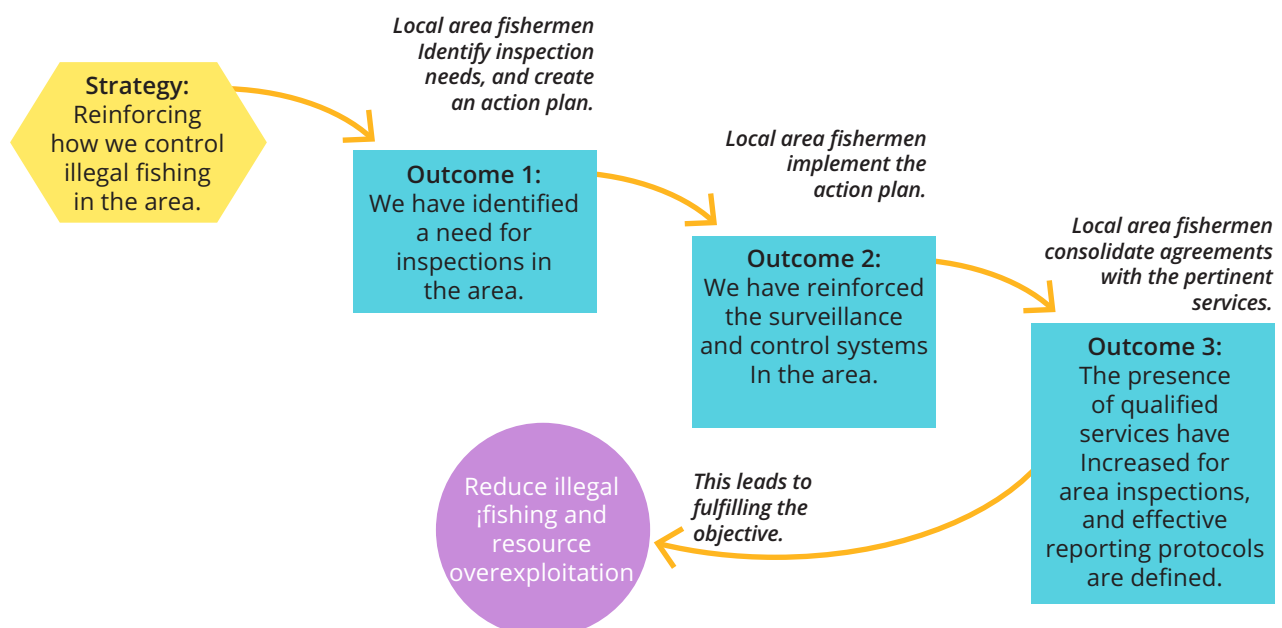 Strategy:
Reinforcing
how we control
illegal fishing
in the area.
Local area fishermen
Identify inspection
needs, and create
an action plan.
Outcome 1:
We have identified
a need for
inspections in
the area.
Local area fishermen
implement the
action plan.
Outcome 2:
We have reinforced
the surveillance
and control systems
In the area.
Local area fishermen
consolidate agreements
with the pertinent
services.
Outcome 3:
The presence
of qualified
services have
Increased for
area inspections,
and effective
reporting protocols
are defined.
This leads to
fulfilling the
objective.
Reduce illegal
¡fishing and
resource
overexploitation